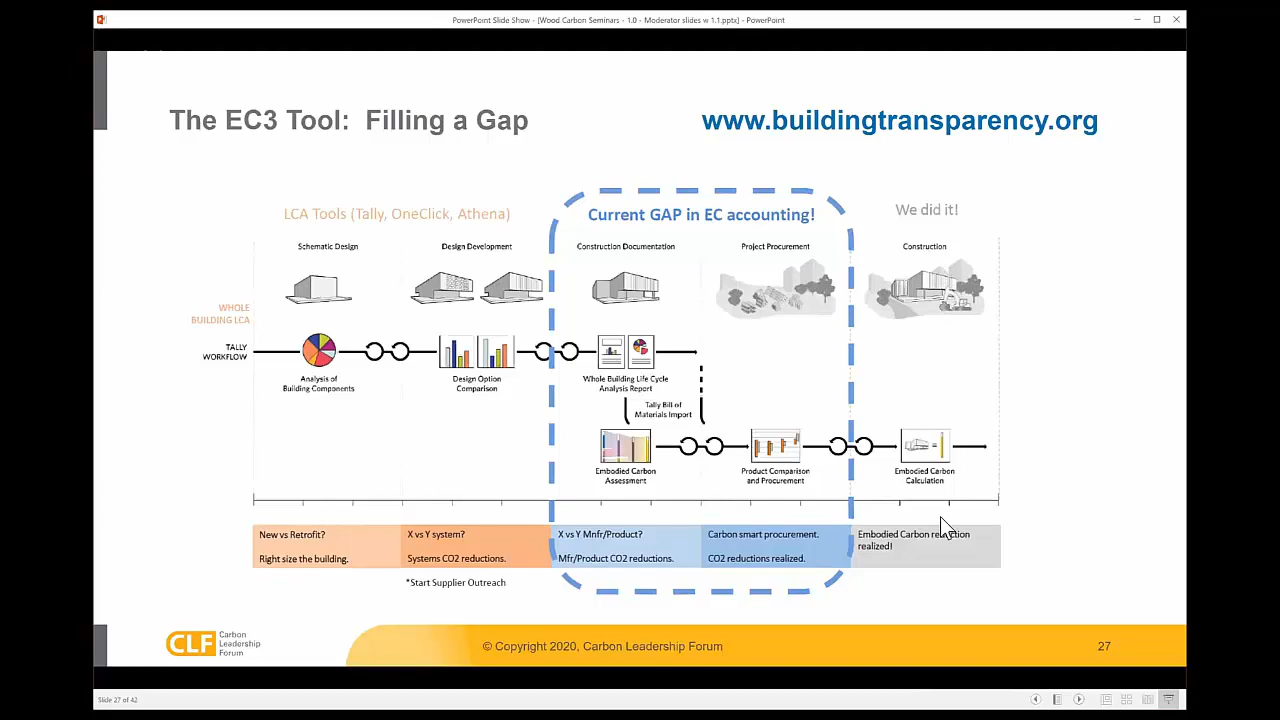 PowerPoint Slide Show - [Wood Carbon Seminars - 1.0 - Moderator slides w 1.1.pptx] - PowerPoint
The EC3 Tool: Filling a Gap
www.buildingtransparency.org
LCA Tools (Tally, OneClick, Athena)
Current GAP in EC accounting!
We did it!
Schematic Design
Design Development
Construction Documentation
Project Procurement
Construction
WHOLE
BUILDING LCA
TALLY
WORKFLOW
Analysis of
Building Components
Design Option
Comparison
Whole Building Life Cycle
Analysis Report
Tally Bill of
Materials Import
Embodied Carbon
Assessment
Product Comparison
and Procurement
Embodied Carbon
Calculation
New vs Retrofit?
Right size the building.
X vs Y system?
Systems CO2 reductions.
X vs Y Mnfr/Product?
Mfr/Product CO2 reductions.
Carbon smart procurement.
CO2 reductions realized.
Embodied Carbon reduction
realized!
*Start Supplier Outreach
CLF
Carbon
Leadership
Forum
© Copyright 2020, Carbon Leadership Forum
27
Slide 27 of 42